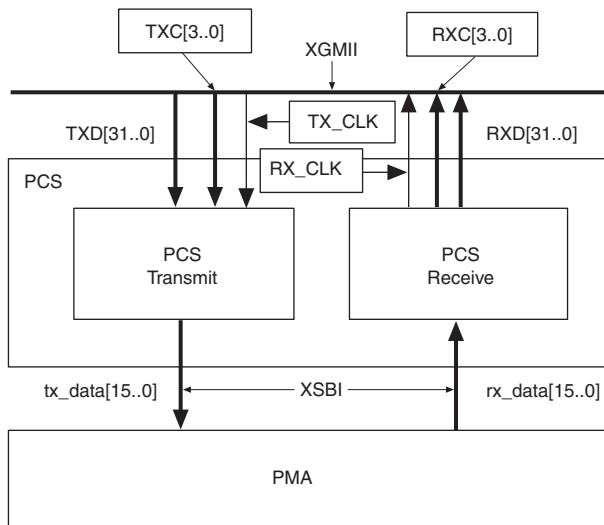 TXC[3..0]
XGMII
RXC[3..0]
TXD[31..0]
TX_CLK
RXD[31..0]
RX_CLK
PCS
PCS
Transmit
PCS
Receive
tx_data[15..0]
XSBI
rx_data[15..0]
PMA